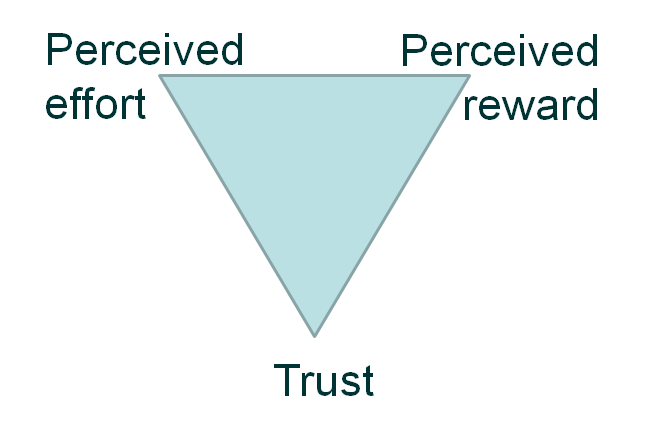 Perceived
effort
Perceived
reward
Trust